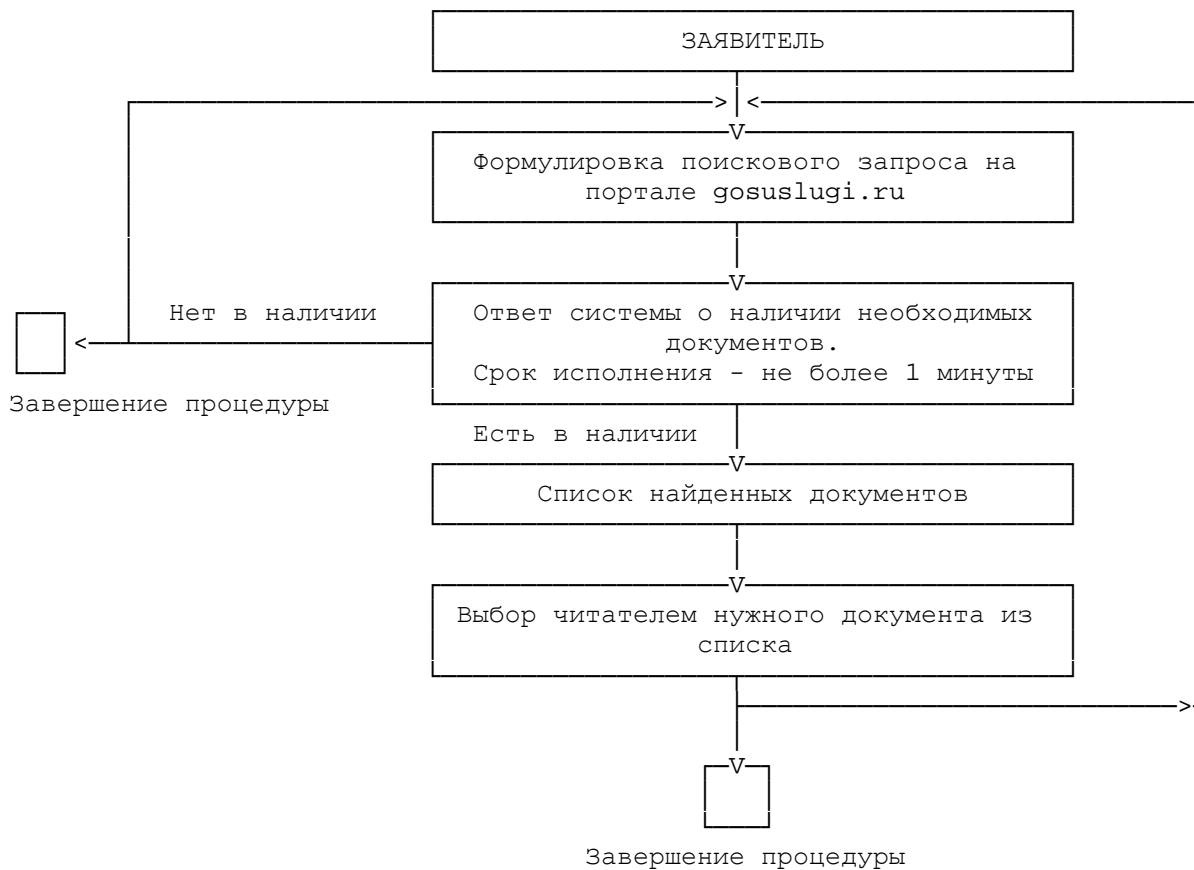 ЗАЯВИТЕЛЬ
Формулировка поискового запроса на
портале gosuslugi.ru
Нет в наличии
Ответ системы о наличии необходимых
документов.
Срок исполнения - не более 1 минуты
Завершение процедуры
Есть в наличии
Список найденных документов
Выбор читателем нужного документа из
списка
Завершение процедуры